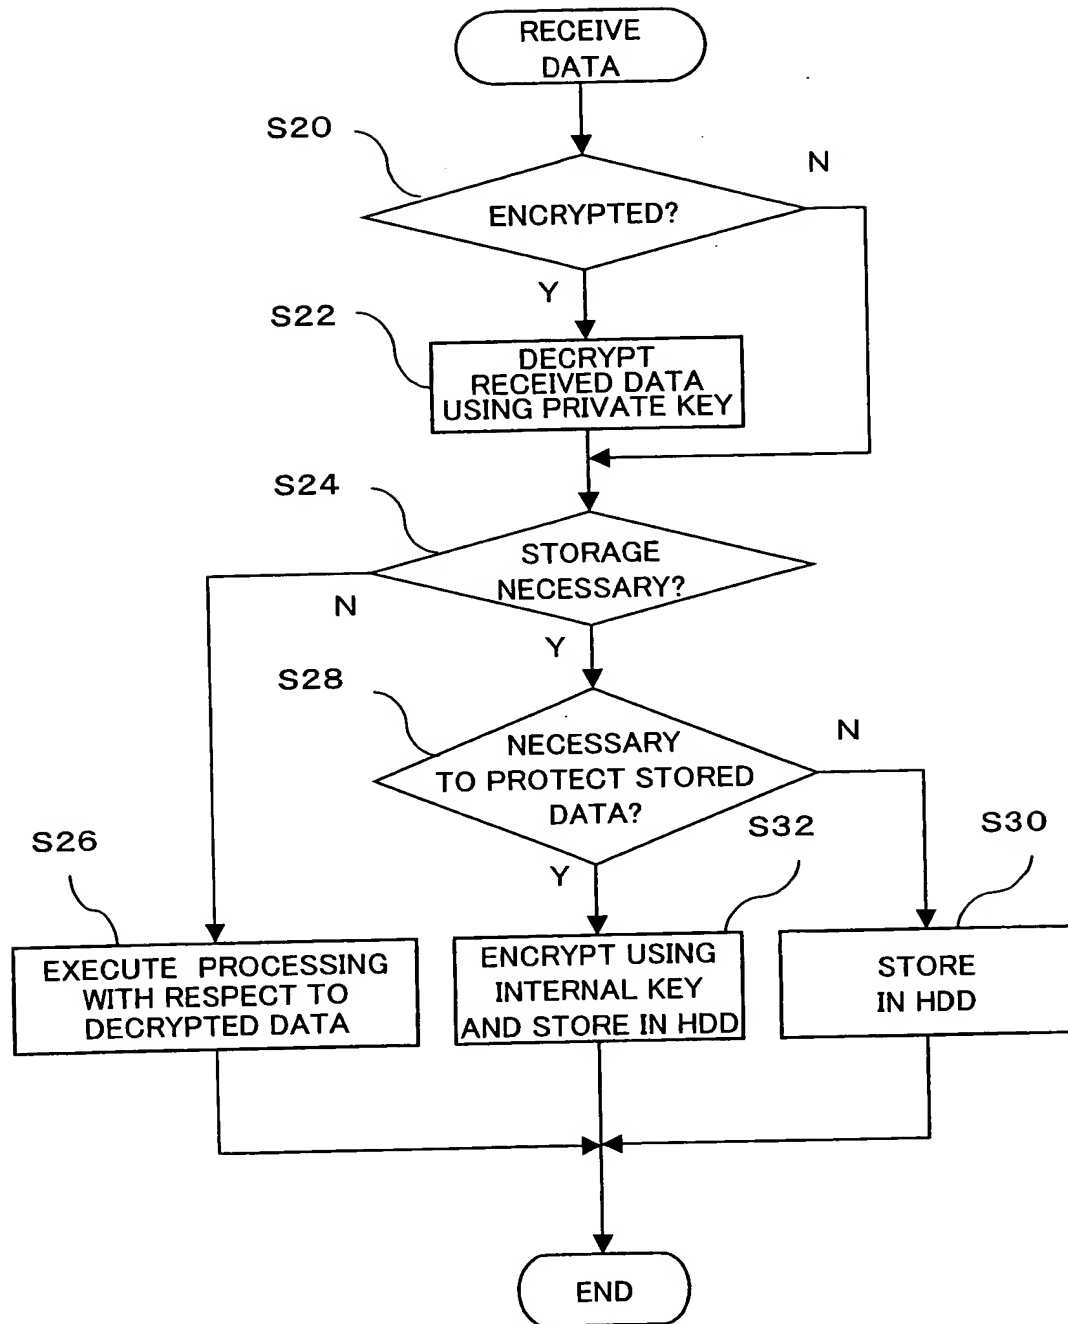 RECEIVE
DATA
S20
N
ENCRYPTED?
Y
S22
DECRYPT
RECEIVED DATA
USING PRIVATE KEY
S24
STORAGE
NECESSARY?
N
Y
S28
NECESSARY
TO PROTECT STORED
DATA?
N
Y
S26
S32
S30
EXECUTE PROCESSING
WITH RESPECT TO
DECRYPTED DATA
ENCRYPT USING
INTERNAL KEY
AND STORE IN HDD
STORE
IN HDD
END